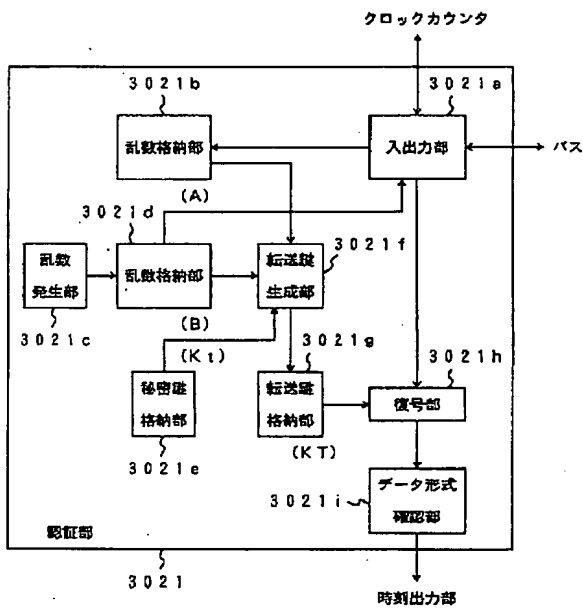 クロックカウンタ
3021b
3021a
乱数格納部
入出力部
バス
(A)
3021d
3021f
乱数
発生部
乱数格納部
転送鍵
生成部
3021c
(B)
(Kt)
3021g
3021h
秘密鍵
格納部
転送鍵
格納部
復号部
3021e
(KT)
3021i
データ形式
確認部
認証部
3021
時刻出力部